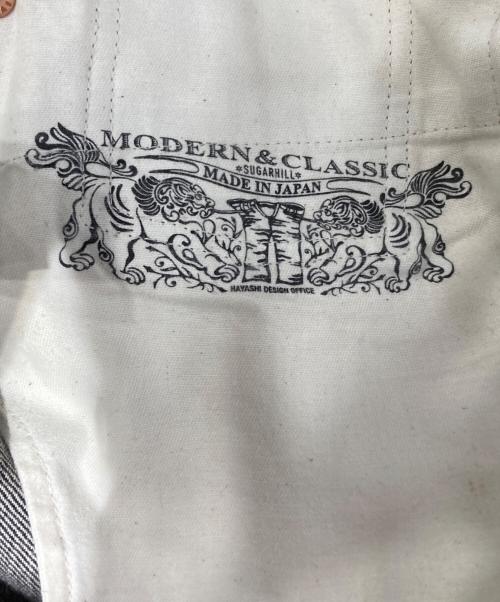 MODERN&CLASSIC
*SUGARHILL*
MADE IN JAPAN
HAYASHI DESIGN OFFICE